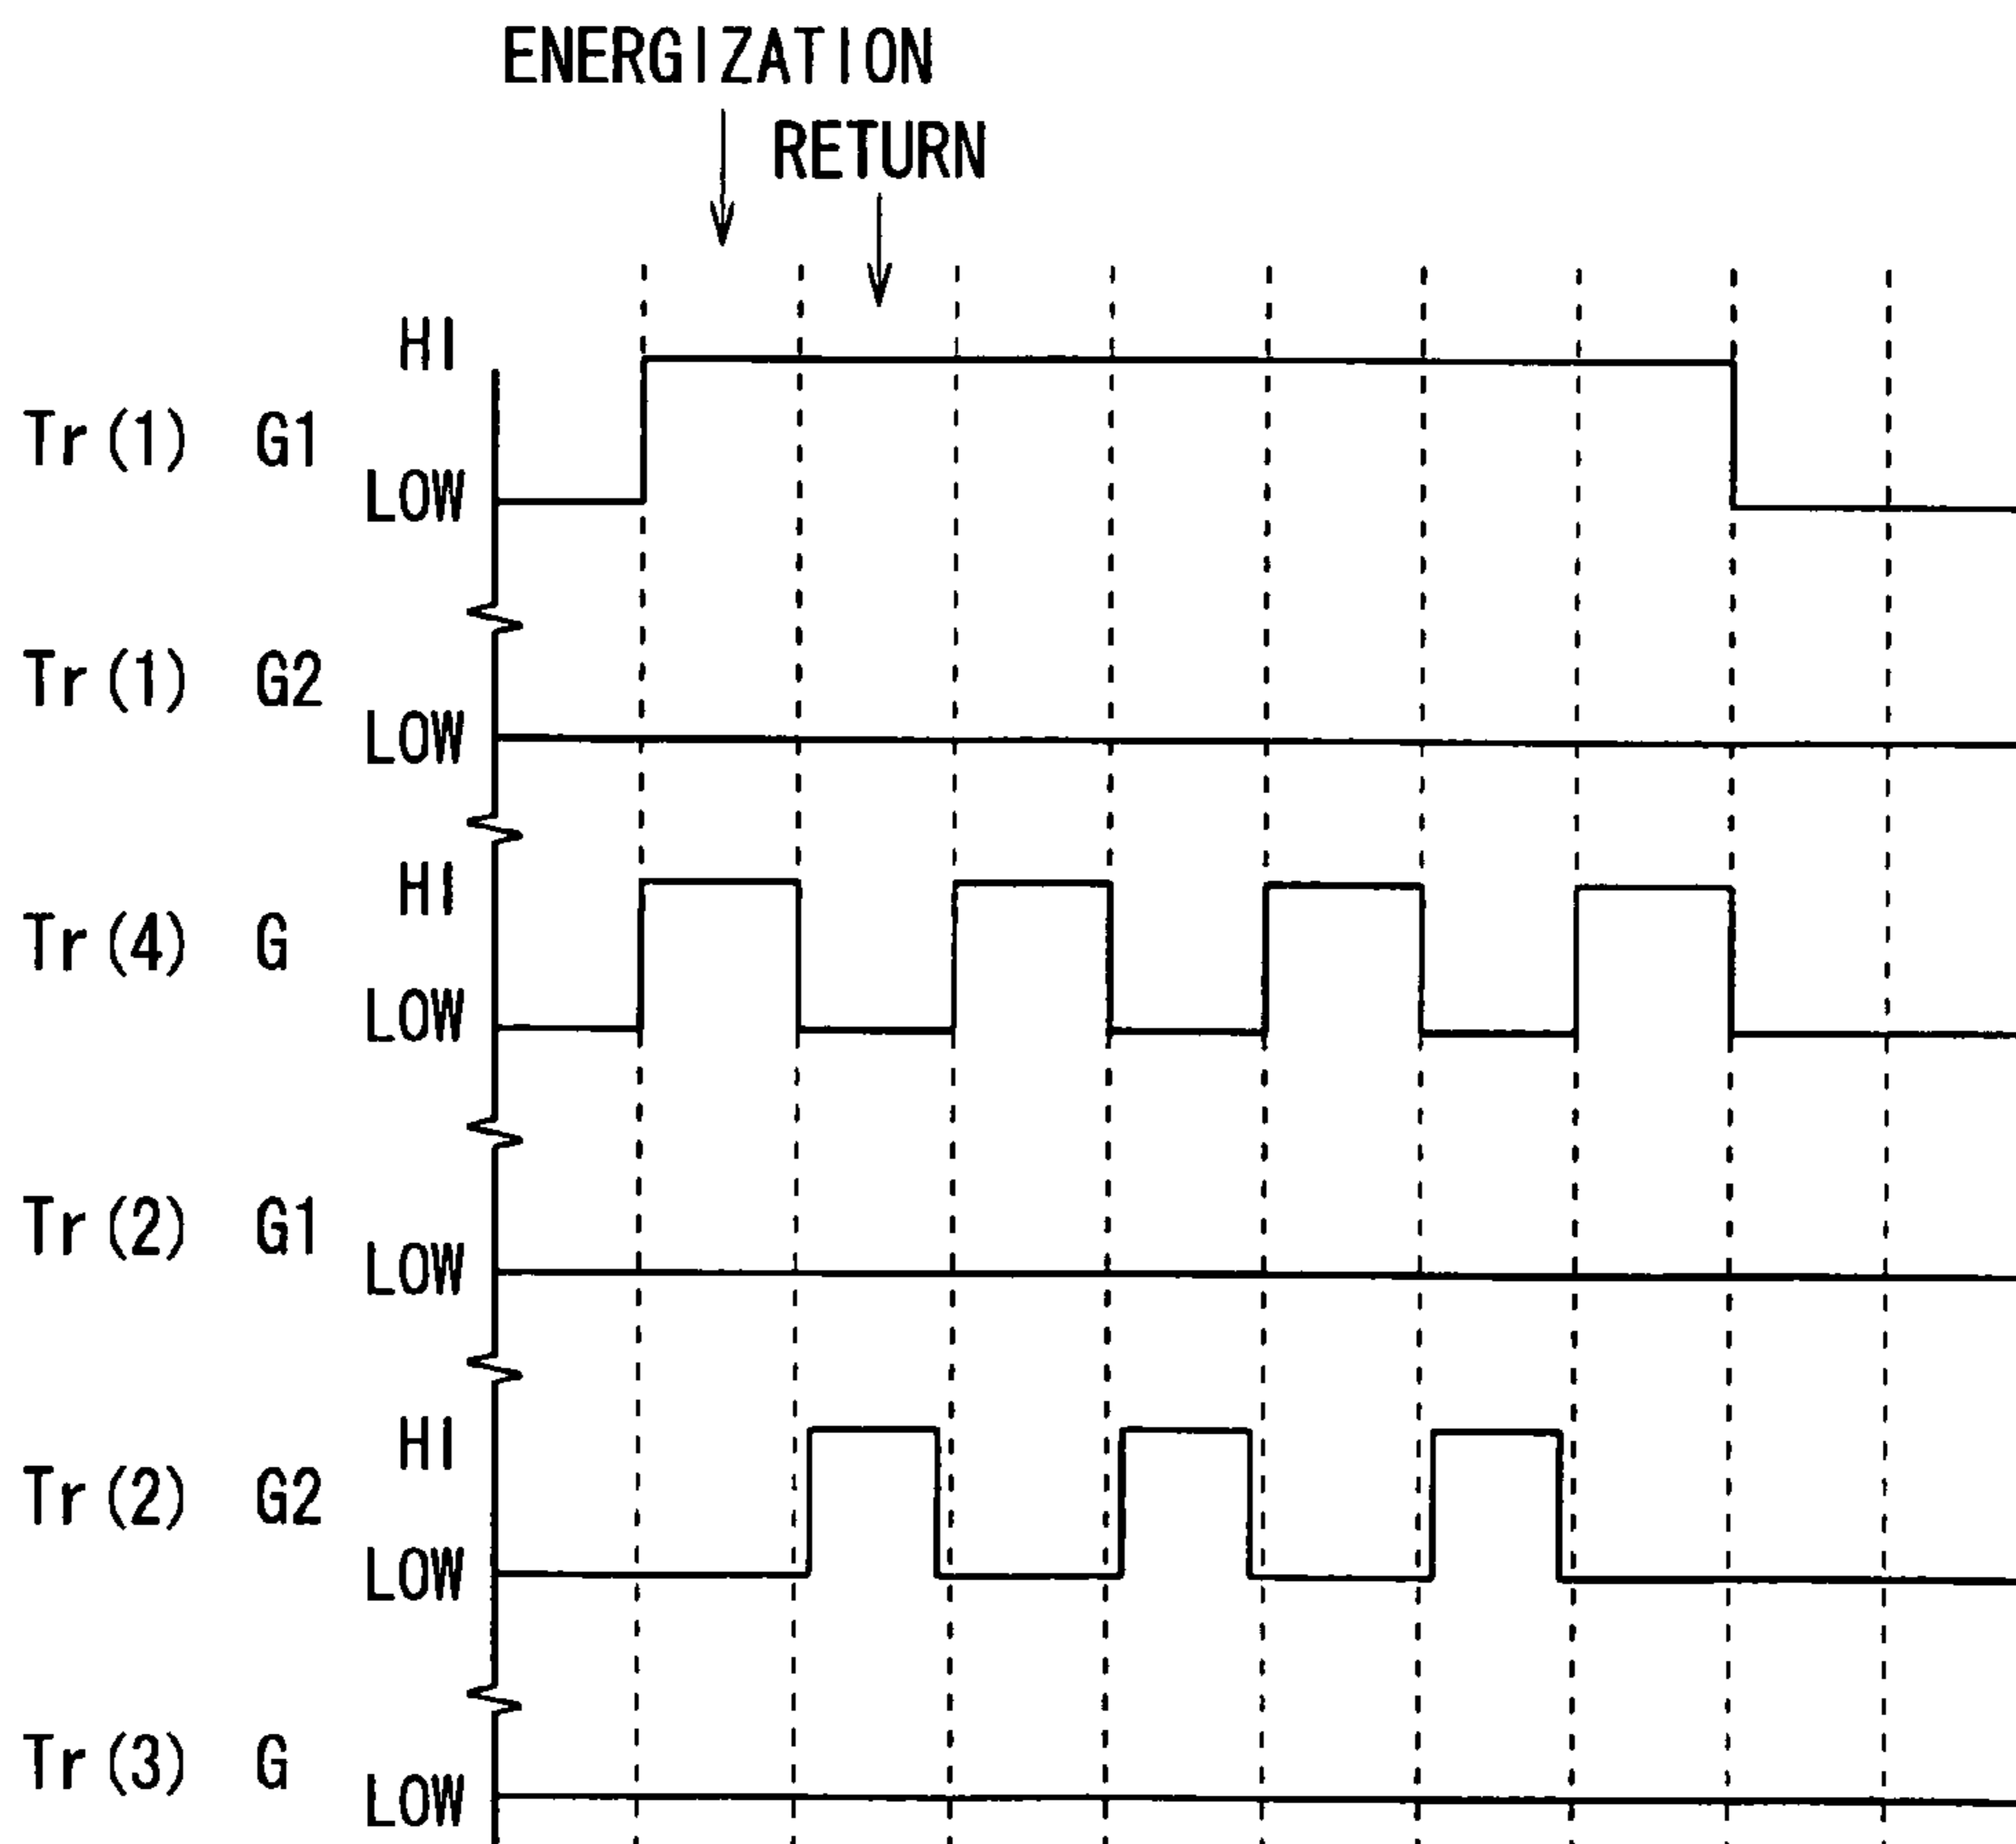 ENERGIZATION
RETURN
HI
Tr(1) G1
LOW
Tr(1) G2
LOW
HI
Tr(4) G
LOW
Tr(2) G1
LOW
HI
Tr(2) G2
LOW
Tr(3) G
LOW